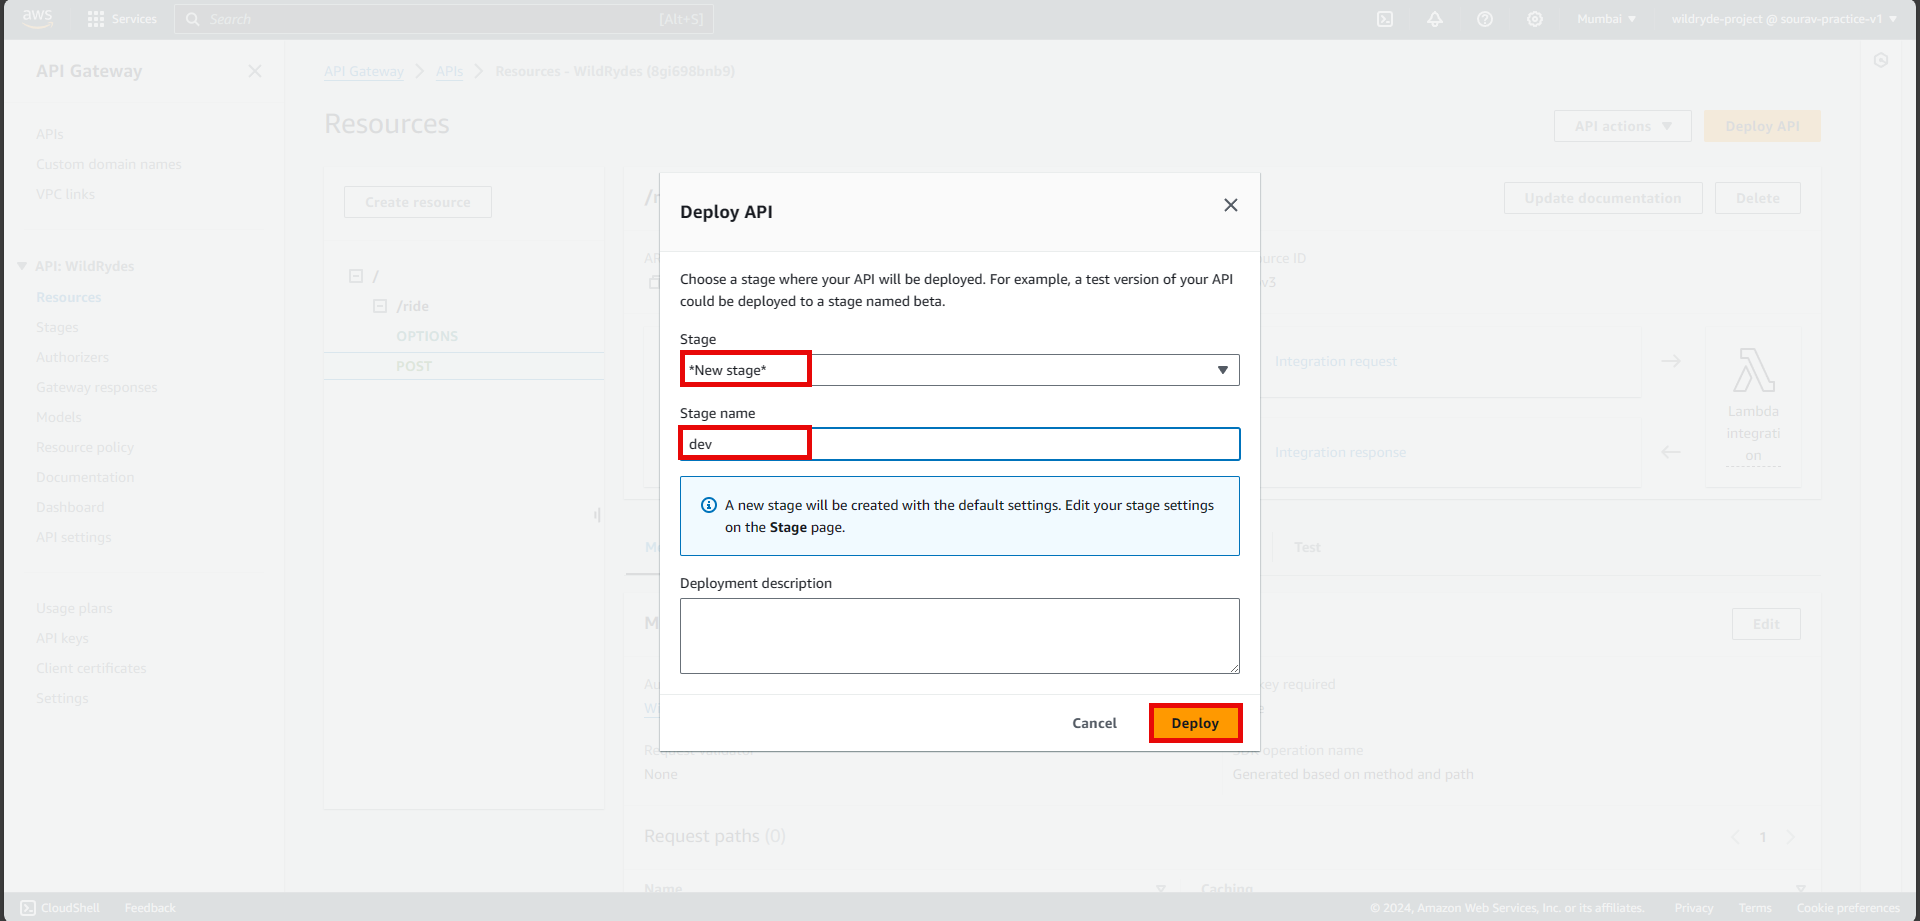 aws
Services
Search
[Alt+S]
Mumbai
wildryde-project @ sourav-practice-v1
API Gateway
APIs
Custom domain names
VPC links
API: WildRydes
Resources
Stages
Authorizers
Gateway responses
Models
Resource policy
Documentation
Dashboard
API settings
Usage plans
API keys
Client certificates
Settings
API Gateway
APIs
Resources - WildRydes (8gi698bnb9)
Resources
API actions
Deploy API
Create resource
/
/ride
OPTIONS
POST
Update documentation
Delete
Integration request
Integration response
Lambda
integrati
on
Test
Edit
Deploy API
Choose a stage where your API will be deployed. For example, a test version of your API
could be deployed to a stage named beta.
Stage
*New stage*
Stage name
dev
A new stage will be created with the default settings. Edit your stage settings
on the Stage page.
Deployment description
Cancel
Deploy
key required
operation name
None
Generated based on method and path
Request paths (0)
1
Name
Caching
CloudShell
Feedback
© 2024, Amazon Web Services, Inc. or its affiliates.
Privacy
Terms
Cookie preferences